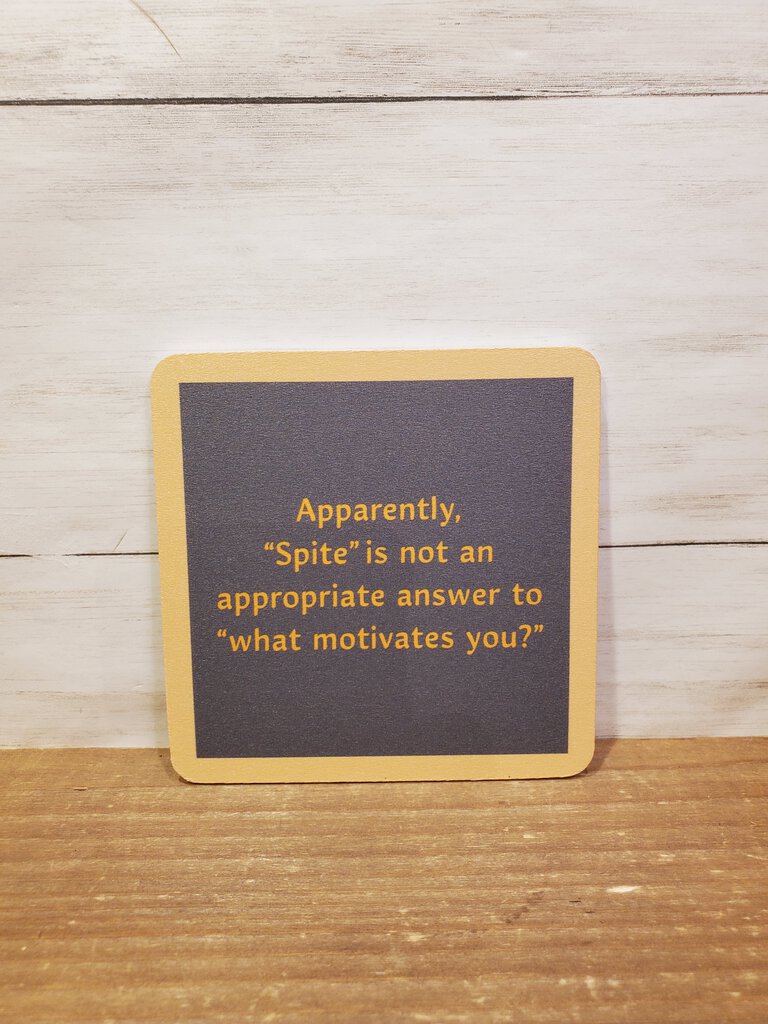 Apparently,
“Spite” is not an
appropriate answer to
“what motivates you?”